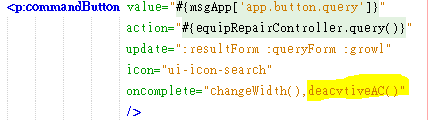 <p:commandButton value="#{msgApp['app.button.query']}"
action="#{equipRepairController.query()}"
update=":resultForm :queryForm :growl"
icon="ui-icon-search"
oncomplete="changeWidth(),deacvtiveAC()"
/>